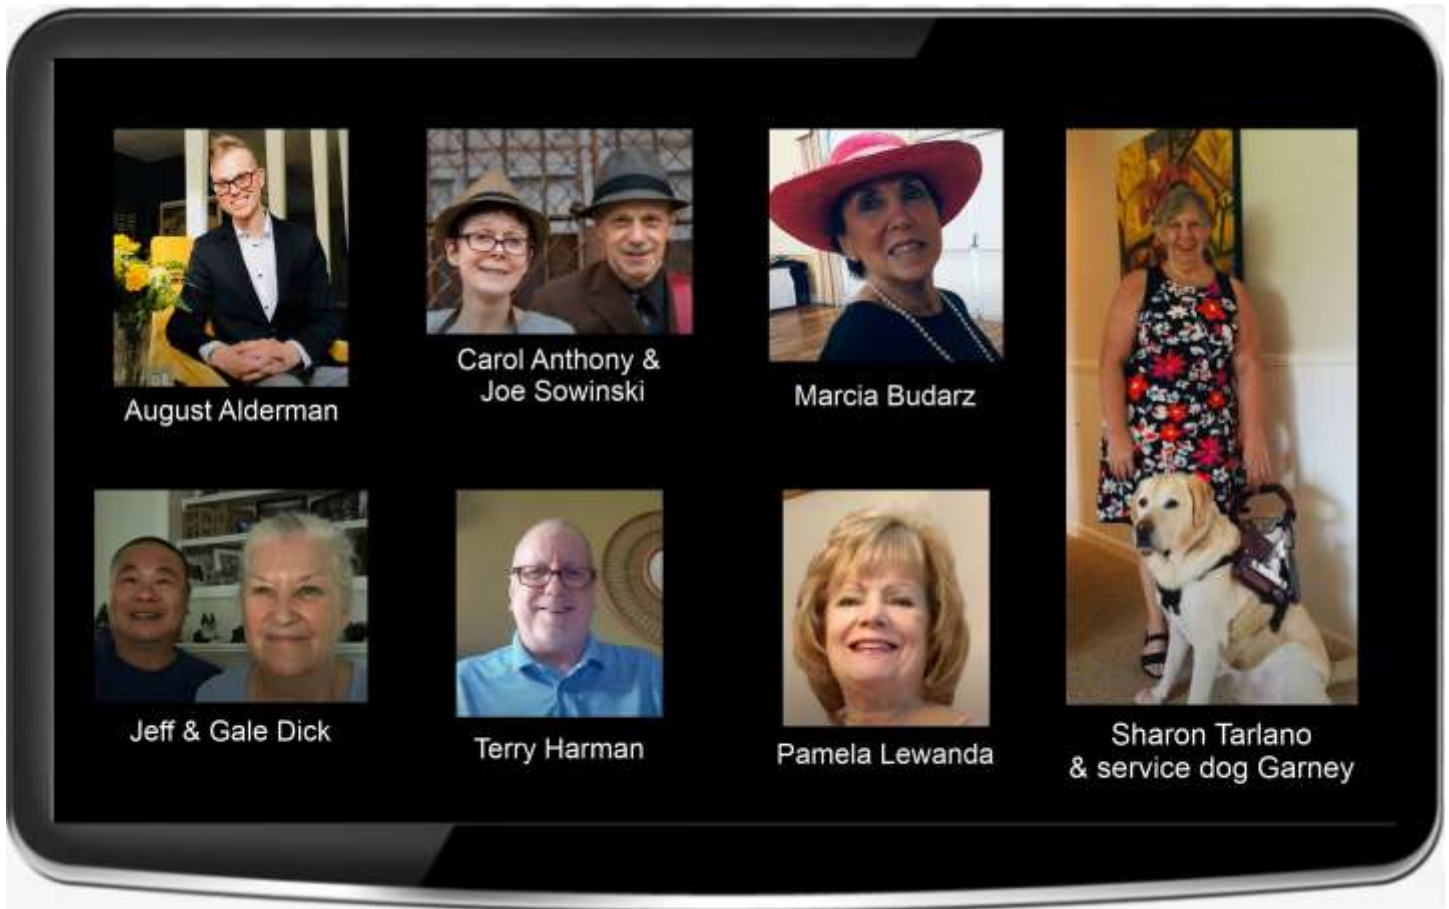 August Alderman
Carol Anthony &
Joe Sowinski
Marcia Budarz
Jeff & Gale Dick
Terry Harman
Pamela Lewanda
Sharon Tarlano
& service dog Garney